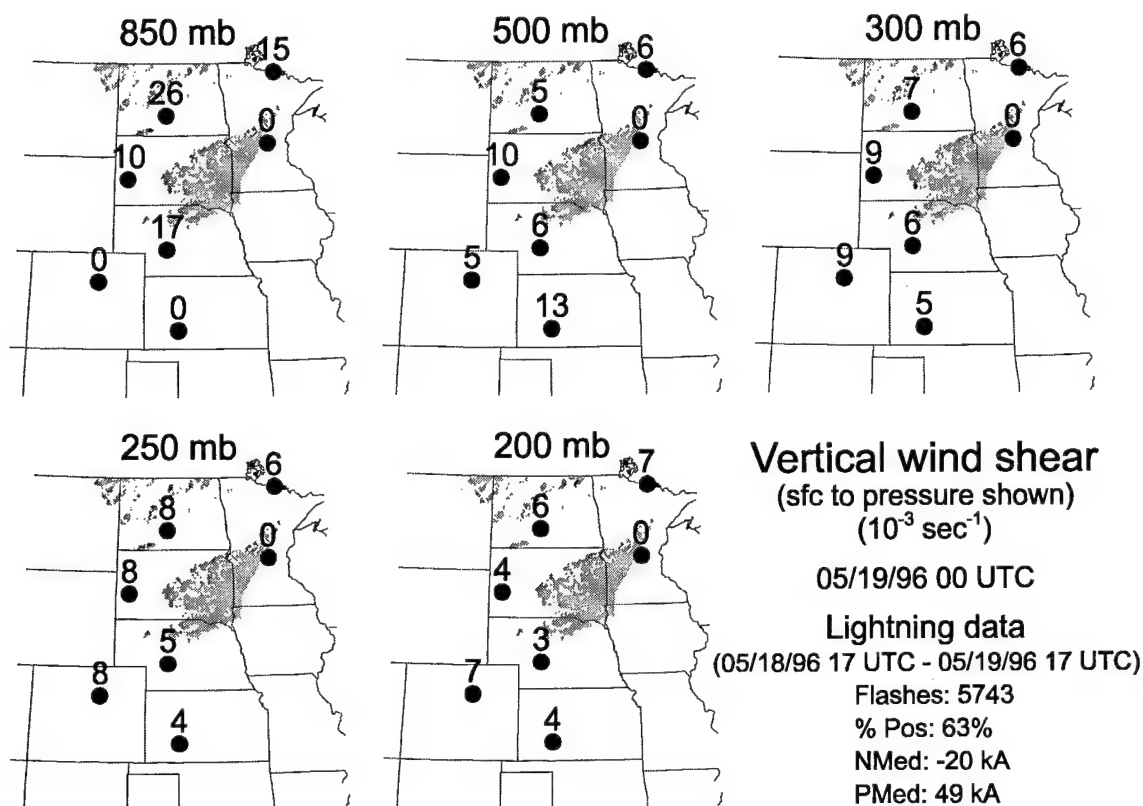 850 mb
15
26
0
10
17
0
0
500 mb
6
5
0
10
6
5
13
300 mb
6
7
0
9
6
9
5
250 mb
6
8
0
8
5
8
4
200 mb
7
6
0
4
3
7
4
Vertical wind shear
(sfc to pressure shown)
(10⁻³ sec⁻¹)
05/19/96 00 UTC
Lightning data
(05/18/96 17 UTC - 05/19/96 17 UTC)
Flashes: 5743
% Pos: 63%
NMed: -20 kA
PMed: 49 kA